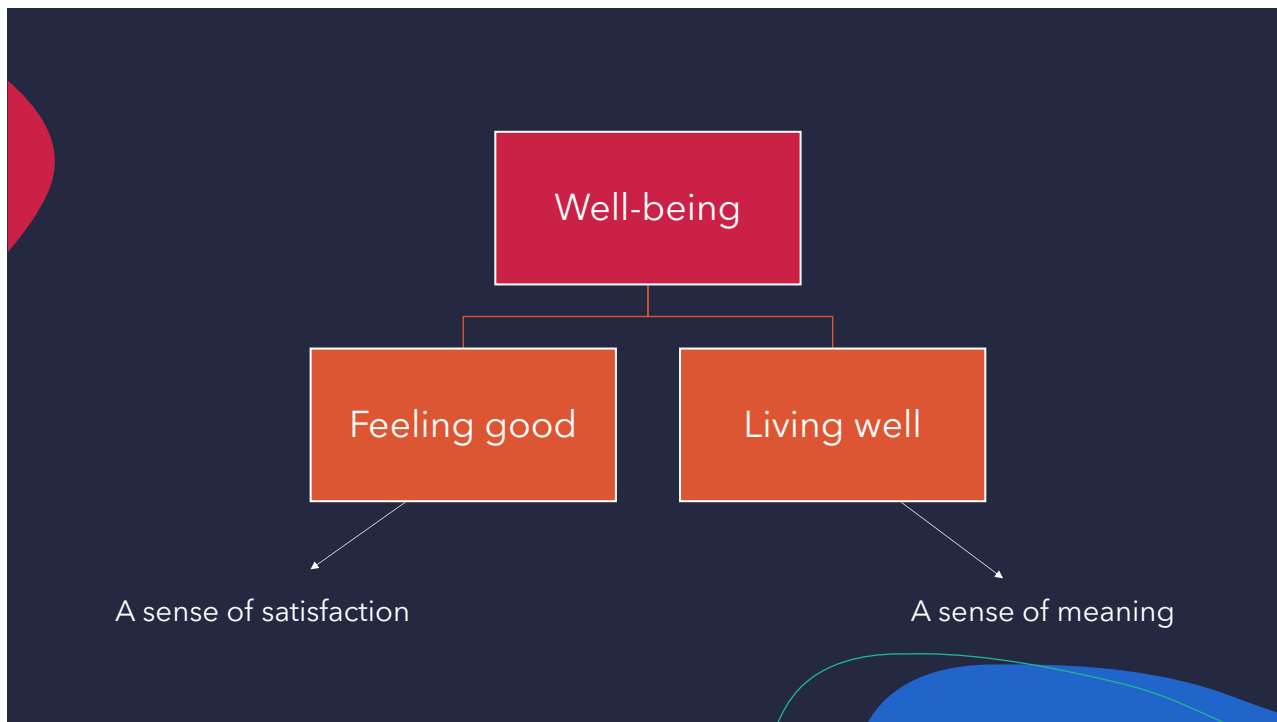 Well-being
Feeling good
Living well
A sense of satisfaction
A sense of meaning